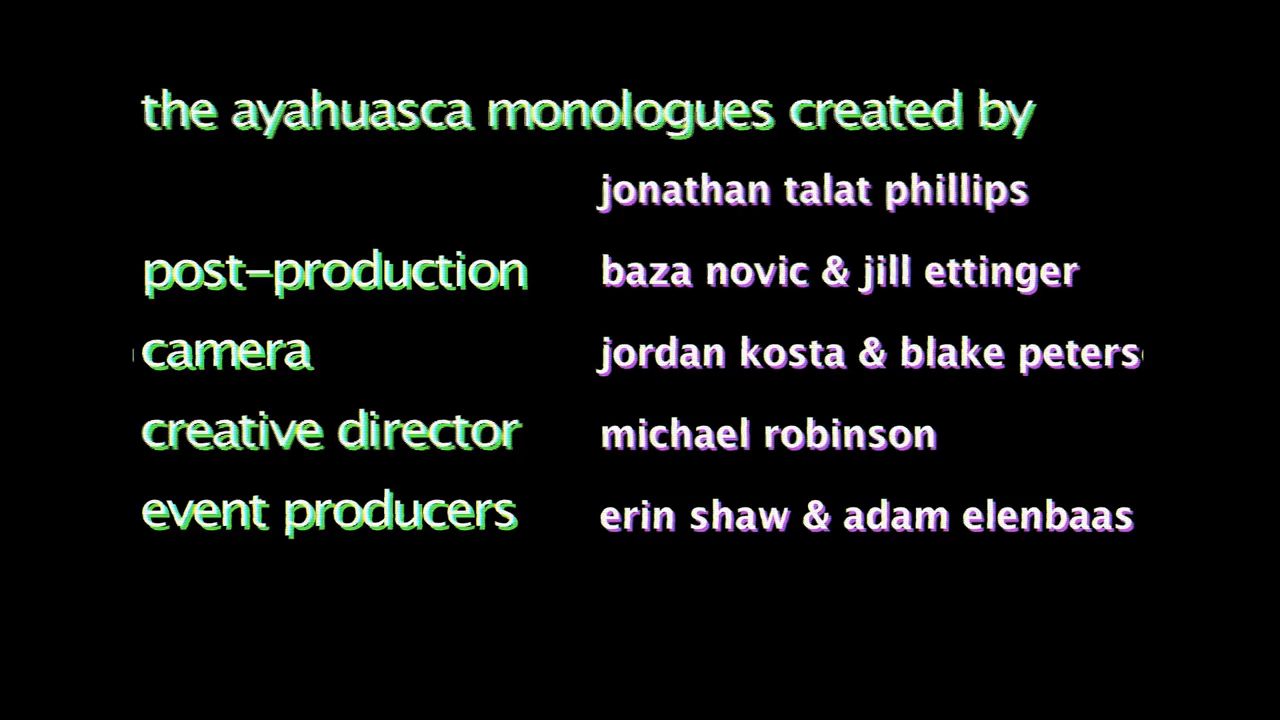 the ayahuasca monologues created by
jonathan talat phillips
post-production baza novic & jill ettinger
camera jordan kosta & blake
creative director michael robinson
event producers erin shaw & adam elenbaas